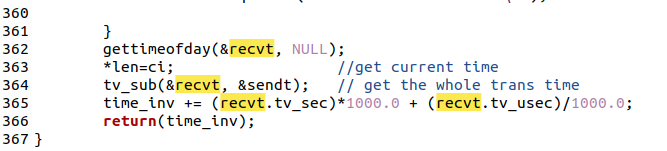 360
361 }
362 gettimeofday(&recvt, NULL);
363 *len=ci; //get current time
364 tv_sub(&recvt, &sendt); // get the whole trans time
365 time_inv += (recvt.tv_sec)*1000.0 + (recvt.tv_usec)/1000.0;
366 return(time_inv);
367 }